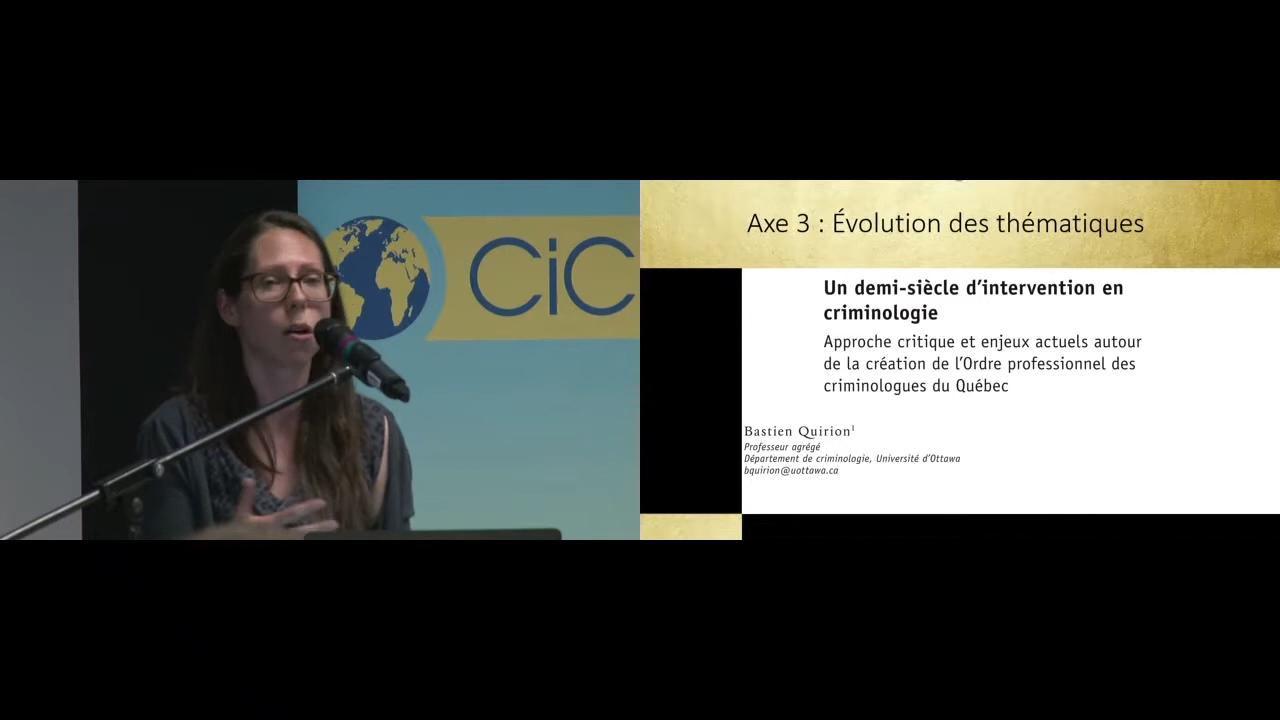 CiC
Axe 3 : Évolution des thématiques
Un demi-siècle d’intervention en
criminologie
Approche critique et enjeux actuels autour
de la création de l’Ordre professionnel des
criminologues du Québec
Bastien Quirion¹
Professeur agrégé
Département de criminologie, Université d’Ottawa
bquirion@uottawa.ca